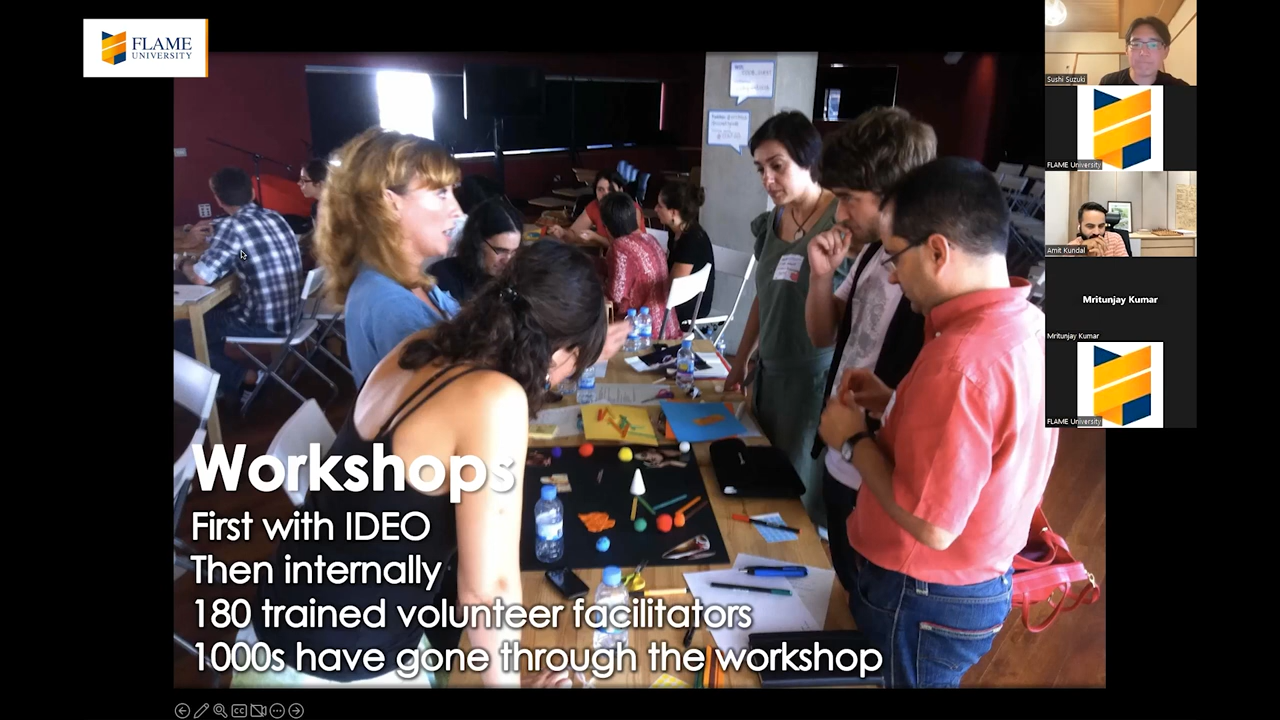 FLAME
UNIVERSITY
Workshops
First with IDEO
Then internally
180 trained volunteer facilitators
1000s have gone through the workshop
Sushi Suzuki
FLAME University
Amit Kundal
Mritunjay Kumar
Mritunjay Kumar
FLAME University
CC